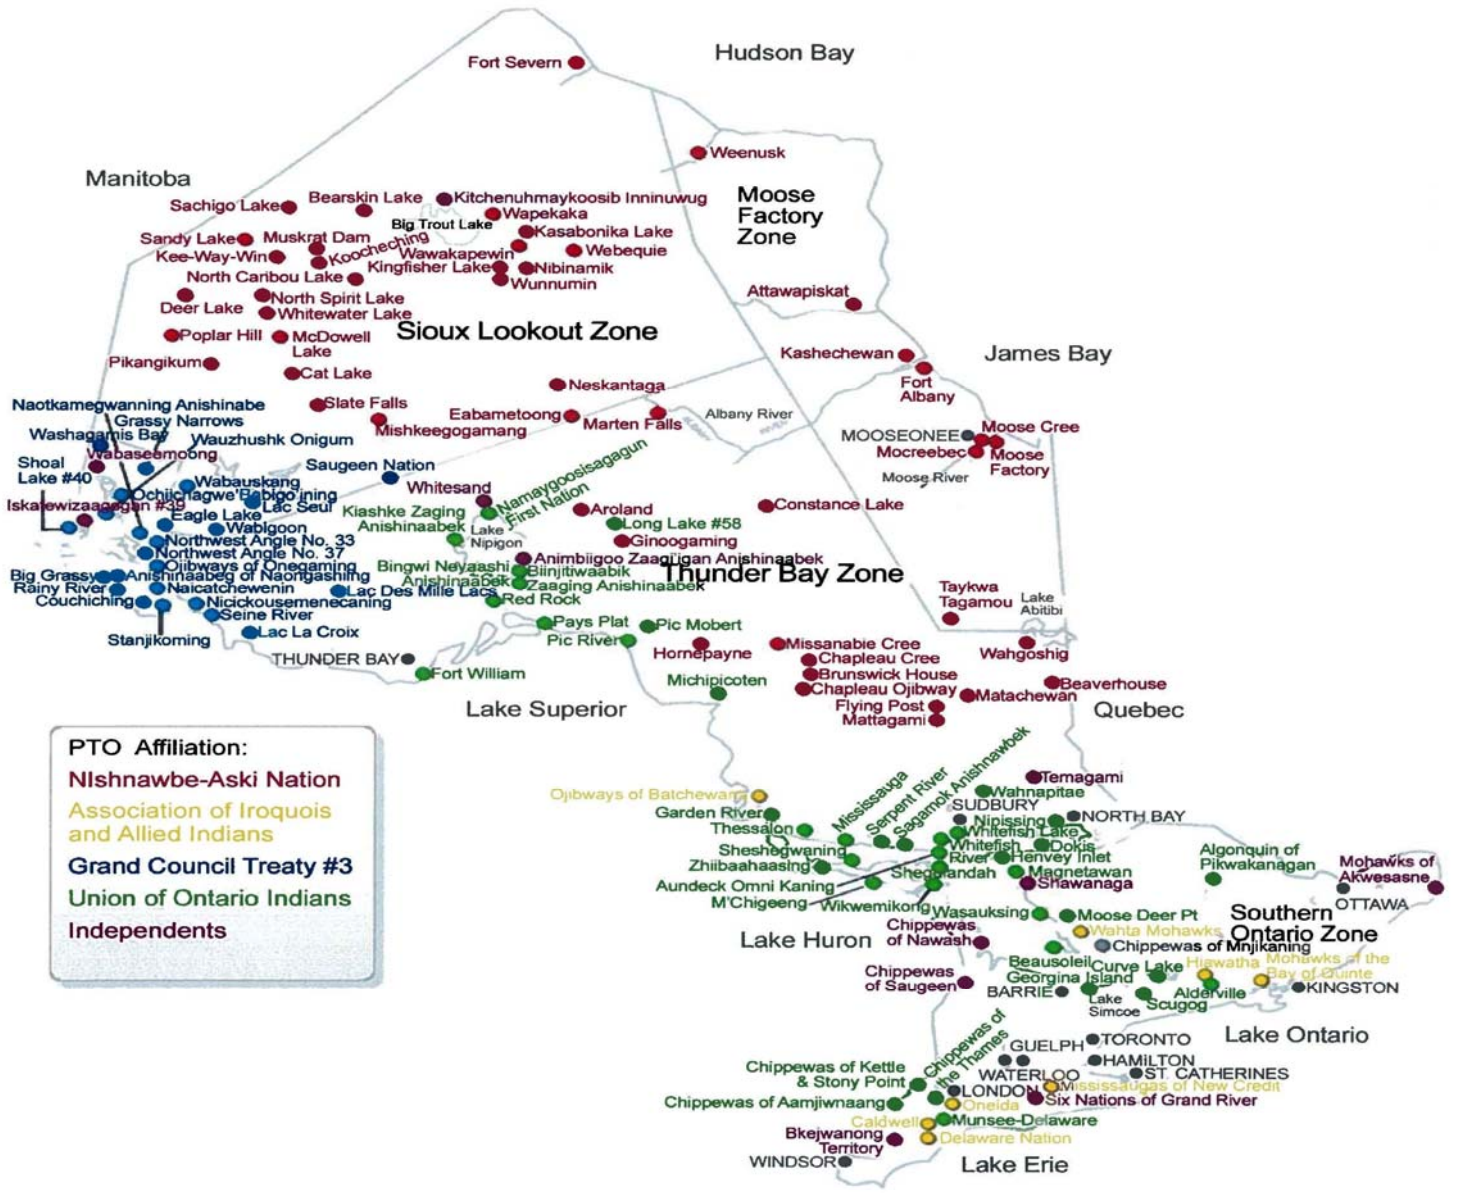 Hudson Bay
Fort Severn
Weenusk
Manitoba
Moose
Factory
Zone
Bearskin Lake
Kitchenuhmaykoosib Inninuwug
Sachigo Lake
Wapekaka
Big Trout Lake
Kasabonika Lake
Sandy Lake
Muskrat Dam
Koocheching
Wawakapewin
Webequie
Kee-Way-Win
Kingfisher Lake
Nibinamik
North Caribou Lake
Wunnumin
Attawapiskat
Deer Lake
North Spirit Lake
Whitewater Lake
Sioux Lookout Zone
Poplar Hill
McDowell
Lake
Kashechewan
James Bay
Pikangikum
Cat Lake
Neskantaga
Fort
Albany
Naotkamegwanning Anishinabe
Slate Falls
Eabametoong
Marten Falls
Albany River
Grassy Narrows
Mishkeegogamang
ALBANY
RIVER
Washagamis Bay
Wauzhushk Onigum
MOOSEONEE
Moose Cree
Wabaseemoong
Mocreebec
Moose
Factory
Shoal
Lake #40
Saugeen Nation
Moose River
Wabauskang
Whitesand
Namaygoosisagagun
First Nation
Ochiichagwe'Babigo'ining
Lac Seul
Iskatewizaagegan #39
Kiashke Zaging
Anishinaabek
Aroland
Constance Lake
Eagle Lake
Wabigoon
Lake
Nipigon
Long Lake #58
Northwest Angle No. 33
Ginoogaming
Northwest Angle No. 37
Animbiigoo Zaagi'igan Anishinaabek
Ojibways of Onegaming
Bingwi Neyaashi
Anishinaabek
Biinjitiwaabik
Thunder Bay Zone
Big Grassy
Anishinaabeg of Naongashiing
Zaaging Anishinaabek
Rainy River
Naicatchewenin
Lac Des Mille Lacs
Red Rock
Taykwa
Tagamou
Lake
Abitibi
Couchiching
Nicickousemenecaning
Seine River
Pays Plat
Pic Mobert
Stanjikoming
Lac La Croix
Pic River
Hornepayne
Missanabie Cree
Wahgoshig
THUNDER BAY
Chapleau Cree
Fort William
Michipicoten
Brunswick House
Chapleau Ojibway
Beaverhouse
Matachewan
Lake Superior
Flying Post
Quebec
Mattagami
PTO Affiliation:
NIshnawbe-Aski Nation
Association of Iroquois
and Allied Indians
Grand Council Treaty #3
Union of Ontario Indians
Independents
Temagami
Ojibways of Batchewana
Mississauga
Serpent River
Sagamok Anishnawbek
Wahnapitae
SUDBURY
Garden River
Nipissing
NORTH BAY
Thessalon
Whitefish Lake
Sheshegwaning
Whitefish
River
Dokis
Zhiibaahaasing
Henvey Inlet
Algonquin of
Pikwakanagan
Mohawks of
Akwesasne
Aundeck Omni Kaning
Sheguiandah
Magnetawan
Shawanaga
M'Chigeeng
Wikwemikong
Wasauksing
Moose Deer Pt
OTTAWA
Southern
Ontario Zone
Chippewas
of Nawash
Wahta Mohawks
Lake Huron
Chippewas of Mnjikaning
Beausoleil
Curve Lake
Hiawatha
Mohawks of the
Bay of Quinte
Chippewas
of Saugeen
Georgina Island
BARRIE
Alderville
KINGSTON
Lake
Simcoe
Scugog
Lake Ontario
Chippewas of
the Thames
TORONTO
GUELPH
HAMILTON
Chippewas of Kettle
& Stony Point
WATERLOO
ST. CATHERINES
LONDON
Mississaugas of New Credit
Chippewas of Aamjiwnaang
Oneida
Six Nations of Grand River
Caldwell
Munsee-Delaware
Bkejwanong
Territory
Delaware Nation
WINDSOR
Lake Erie